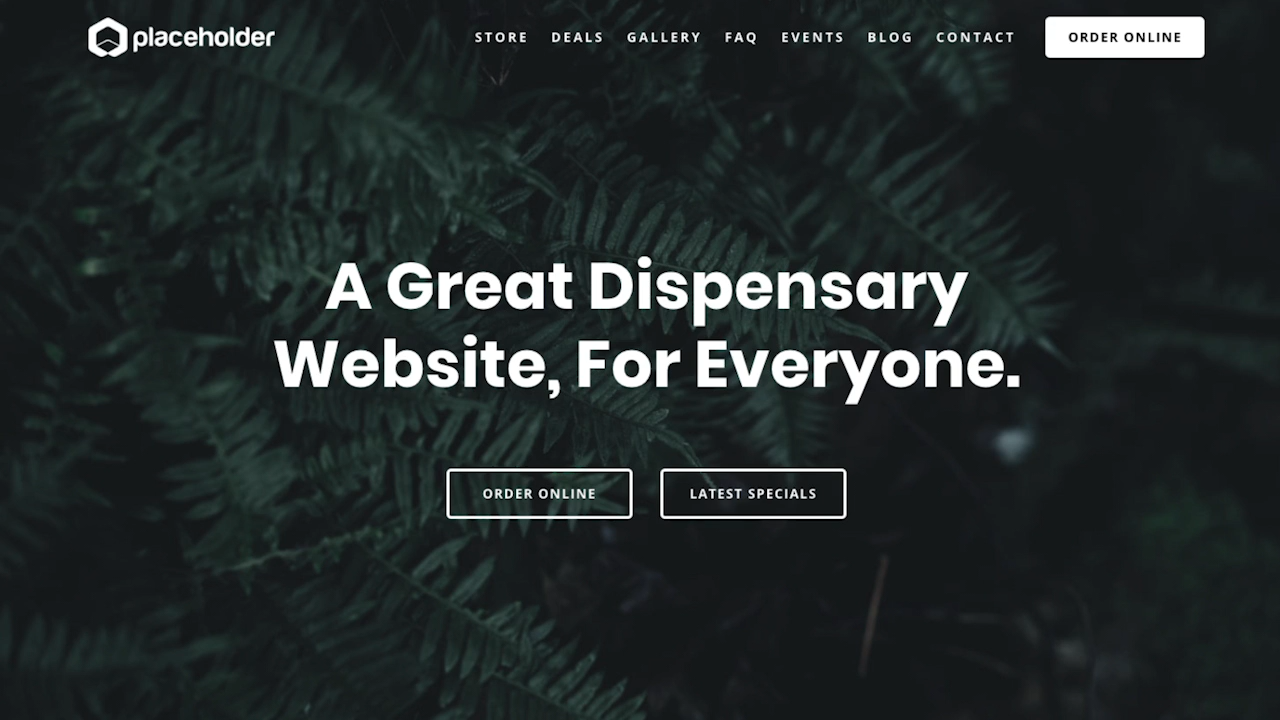 placeholder
STORE DEALS GALLERY FAQ EVENTS BLOG CONTACT ORDER ONLINE
A Great Dispensary
Website, For Everyone.
ORDER ONLINE LATEST SPECIALS